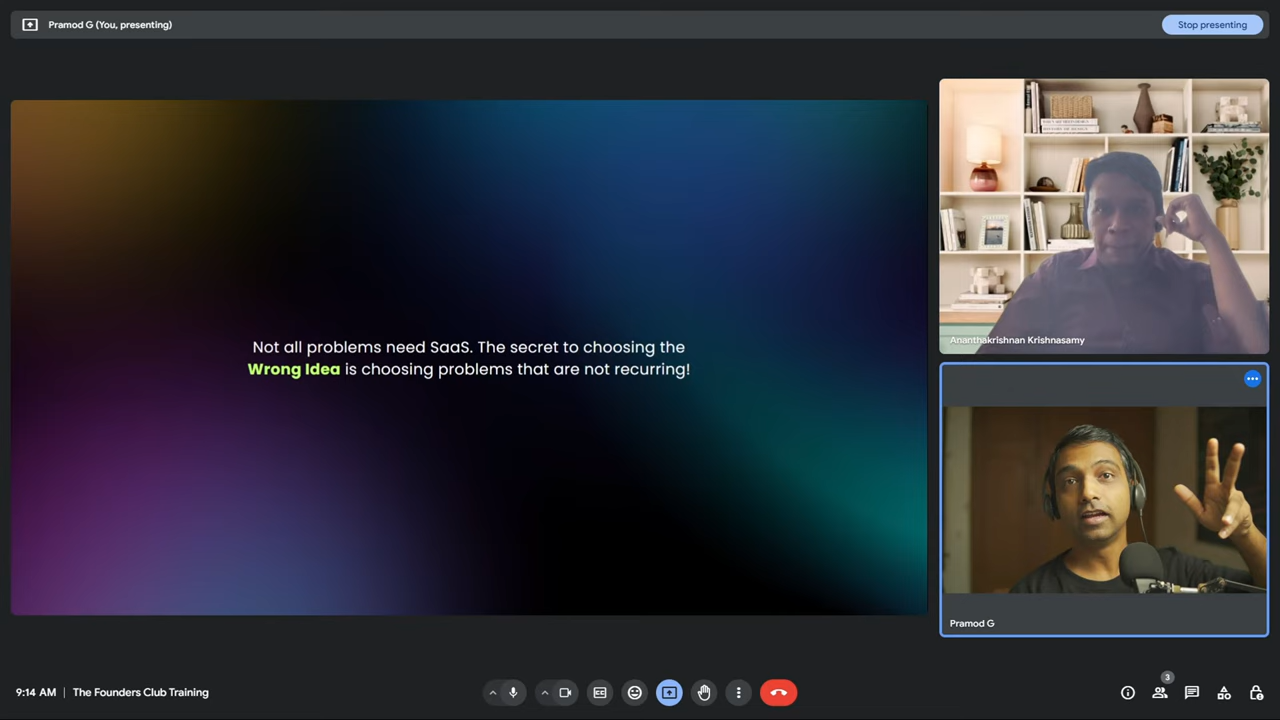 Pramod G (You, presenting)
Stop presenting
Not all problems need SaaS. The secret to choosing the
Wrong Idea is choosing problems that are not recurring!
Ananthakrishnan Krishnasamy
Pramod G
9:14 AM | The Founders Club Training
3